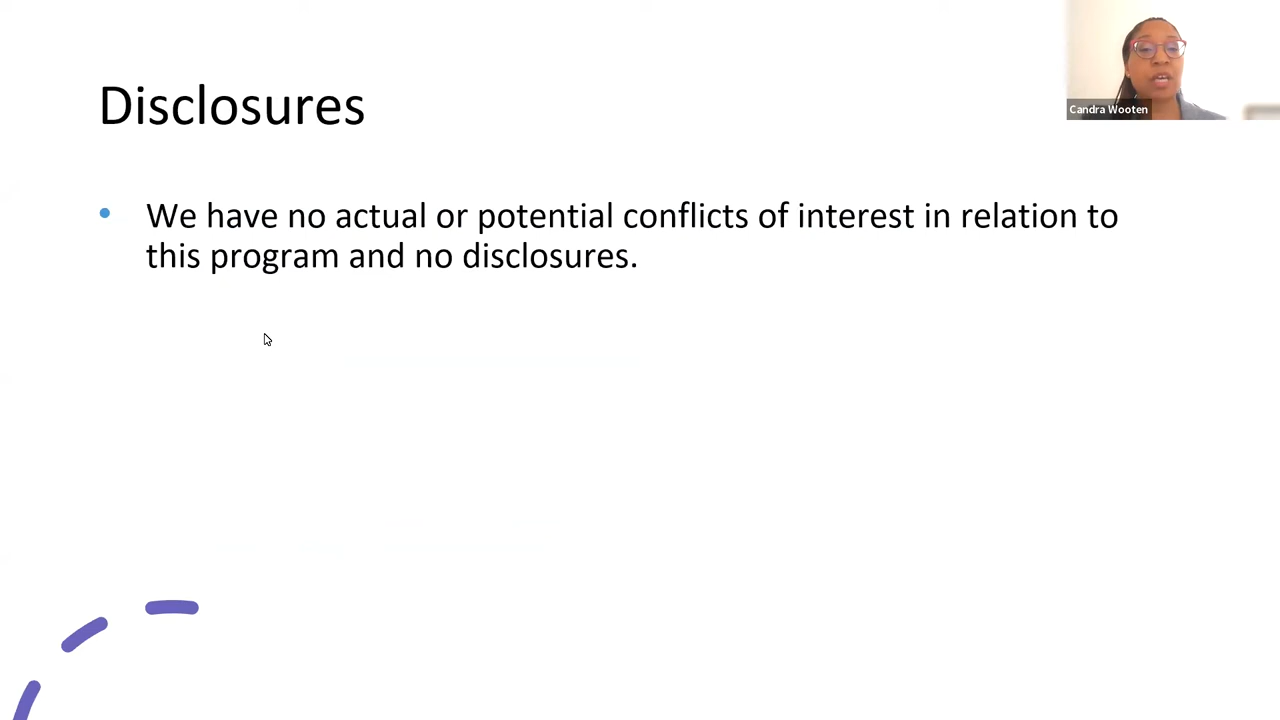 Disclosures
Candra Wooten
• We have no actual or potential conflicts of interest in relation to
this program and no disclosures.